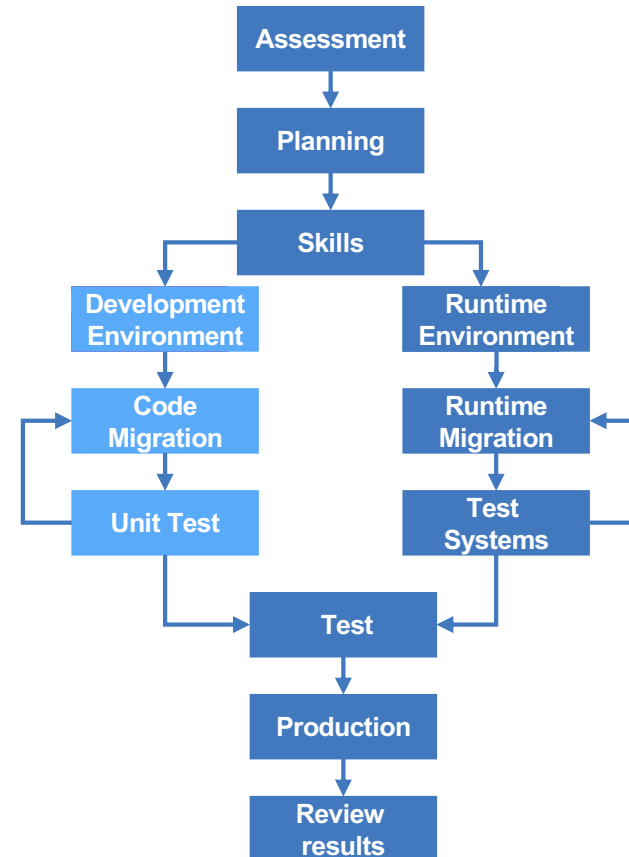 Assessment
Planning
Skills
Development
Environment
Runtime
Environment
Code
Migration
Runtime
Migration
Unit Test
Test
Systems
Test
Production
Review
results